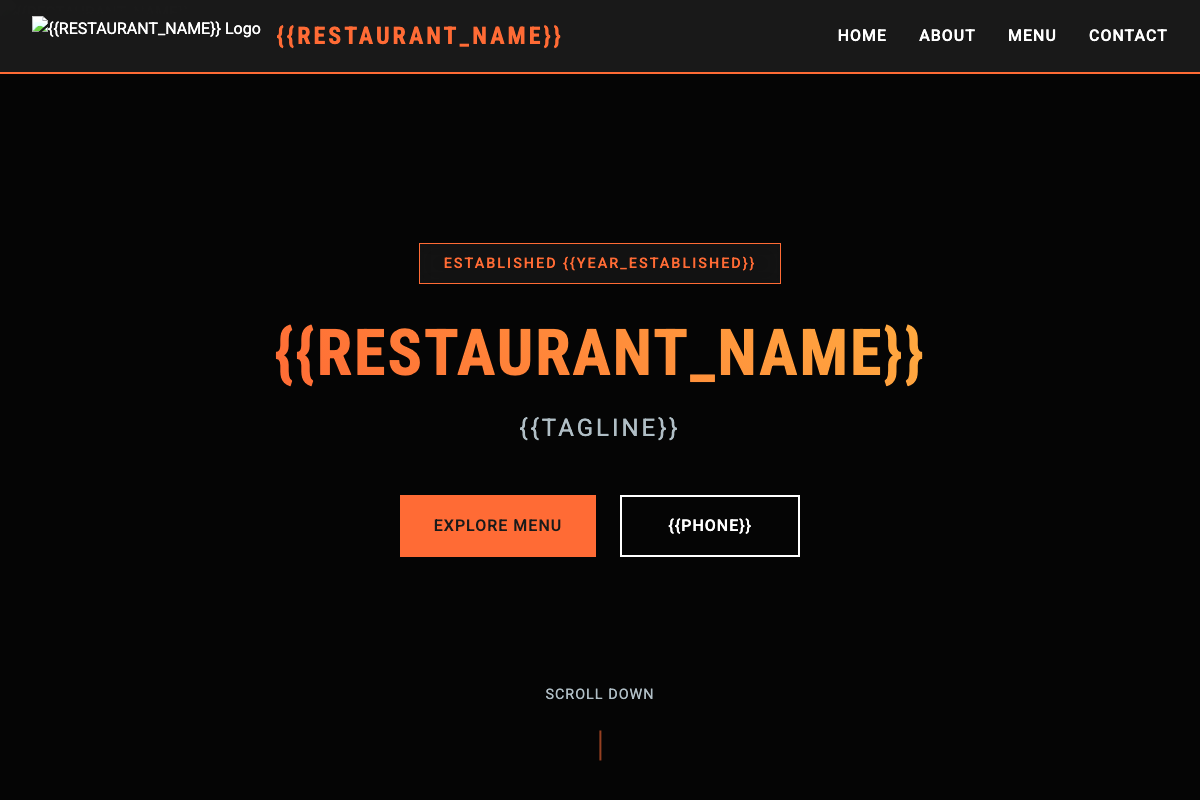 {{RESTAURANT_NAME}} Logo
{{RESTAURANT_NAME}}
HOME
ABOUT
MENU
CONTACT
ESTABLISHED {{YEAR_ESTABLISHED}}
{{RESTAURANT_NAME}}
{{TAGLINE}}
EXPLORE MENU
{{PHONE}}
SCROLL DOWN